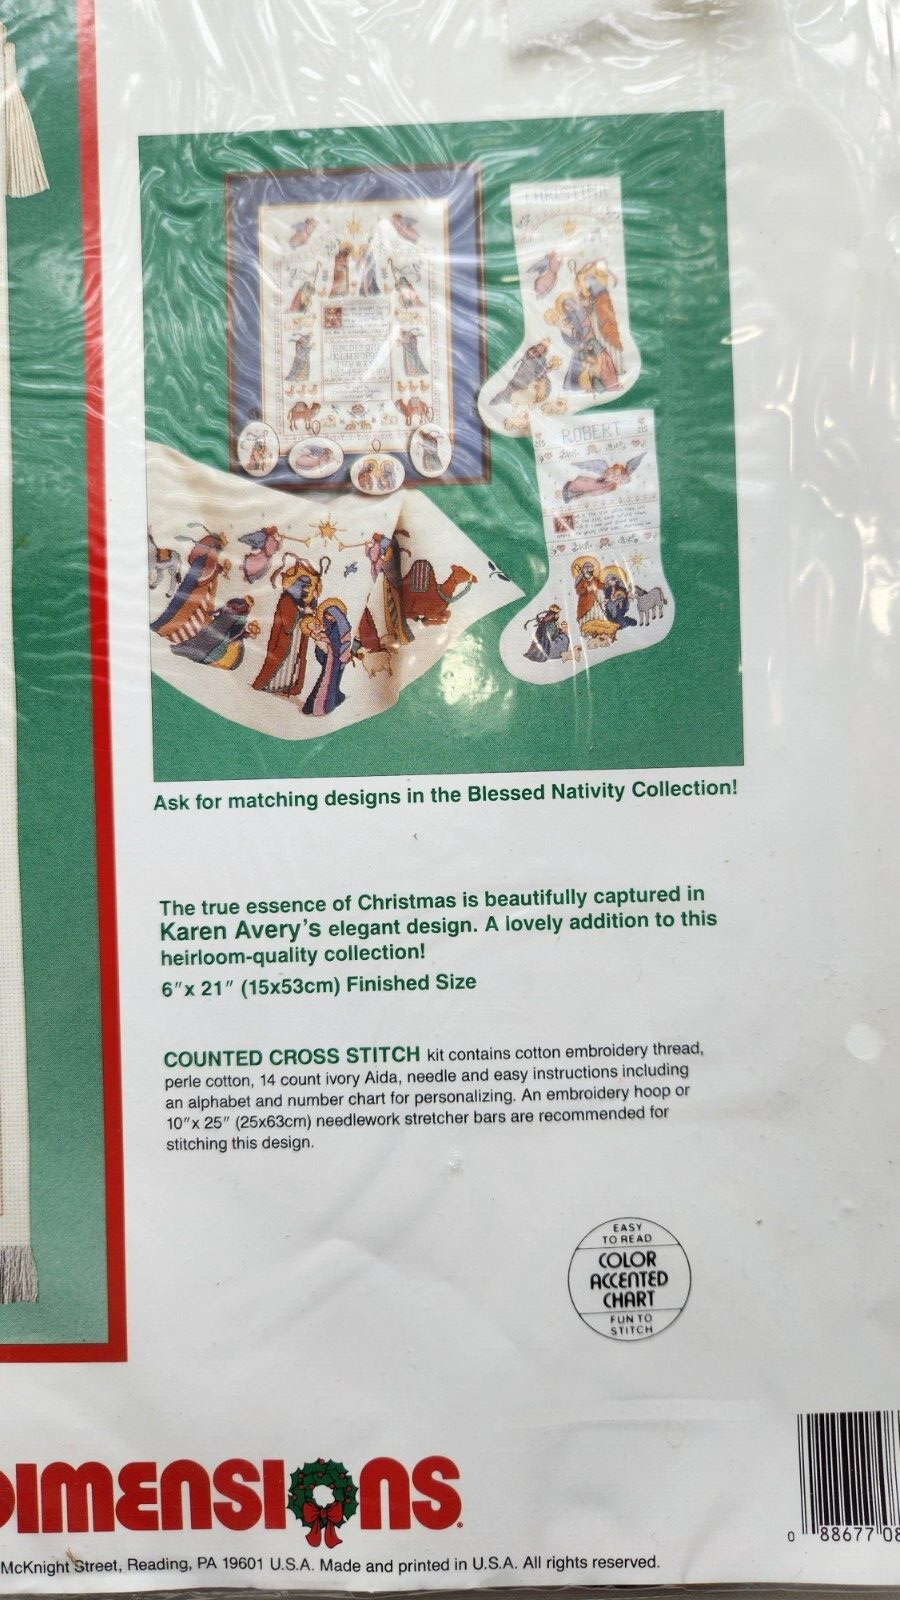 CHRISTINA
ROBERT
Ask for matching designs in the Blessed Nativity Collection!
The true essence of Christmas is beautifully captured in
Karen Avery's elegant design. A lovely addition to this
heirloom-quality collection!
6"x 21" (15x53cm) Finished Size
COUNTED CROSS STITCH kit contains cotton embroidery thread,
perle cotton, 14 count ivory Aida, needle and easy instructions including
an alphabet and number chart for personalizing. An embroidery hoop or
10"x 25" (25x63cm) needlework stretcher bars are recommended for
stitching this design.
EASY
TO READ
COLOR
ACCENTED
CHART
FUN TO
STITCH
DIMENSIONS
McKnight Street, Reading, PA 19601 U.S.A. Made and printed in U.S.A. All rights reserved.
0 88677 08